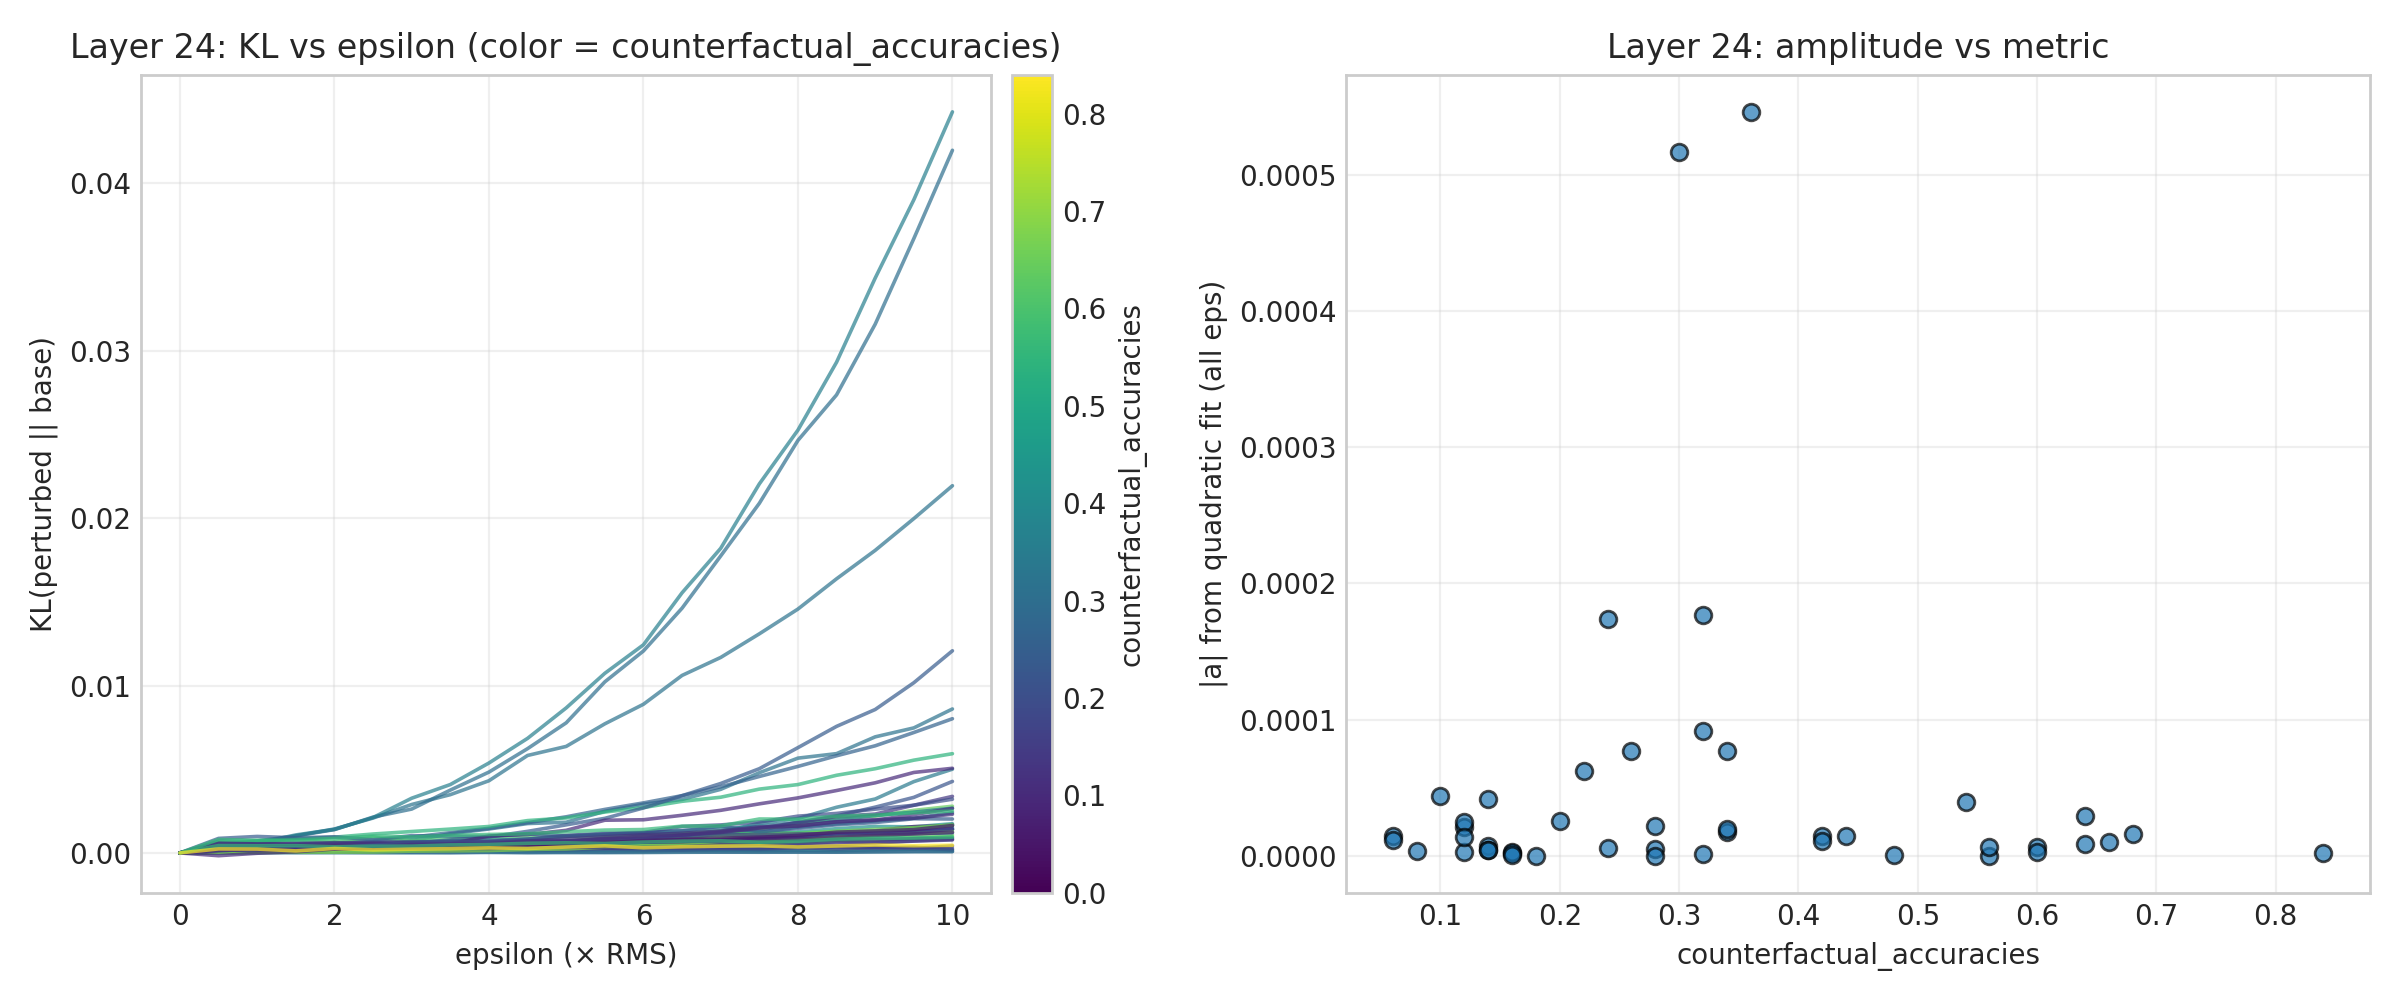 Layer 24: KL vs epsilon (color = counterfactual_accuracies)
KL(perturbed || base)
0.04
0.03
0.02
0.01
0.00
0 2 4 6 8 10
epsilon (× RMS)
0.8
0.7
0.6
0.5
0.4
0.3
0.2
0.1
0.0
counterfactual_accuracies
Layer 24: amplitude vs metric
|a| from quadratic fit (all eps)
0.0005
0.0004
0.0003
0.0002
0.0001
0.0000
0.1 0.2 0.3 0.4 0.5 0.6 0.7 0.8
counterfactual_accuracies